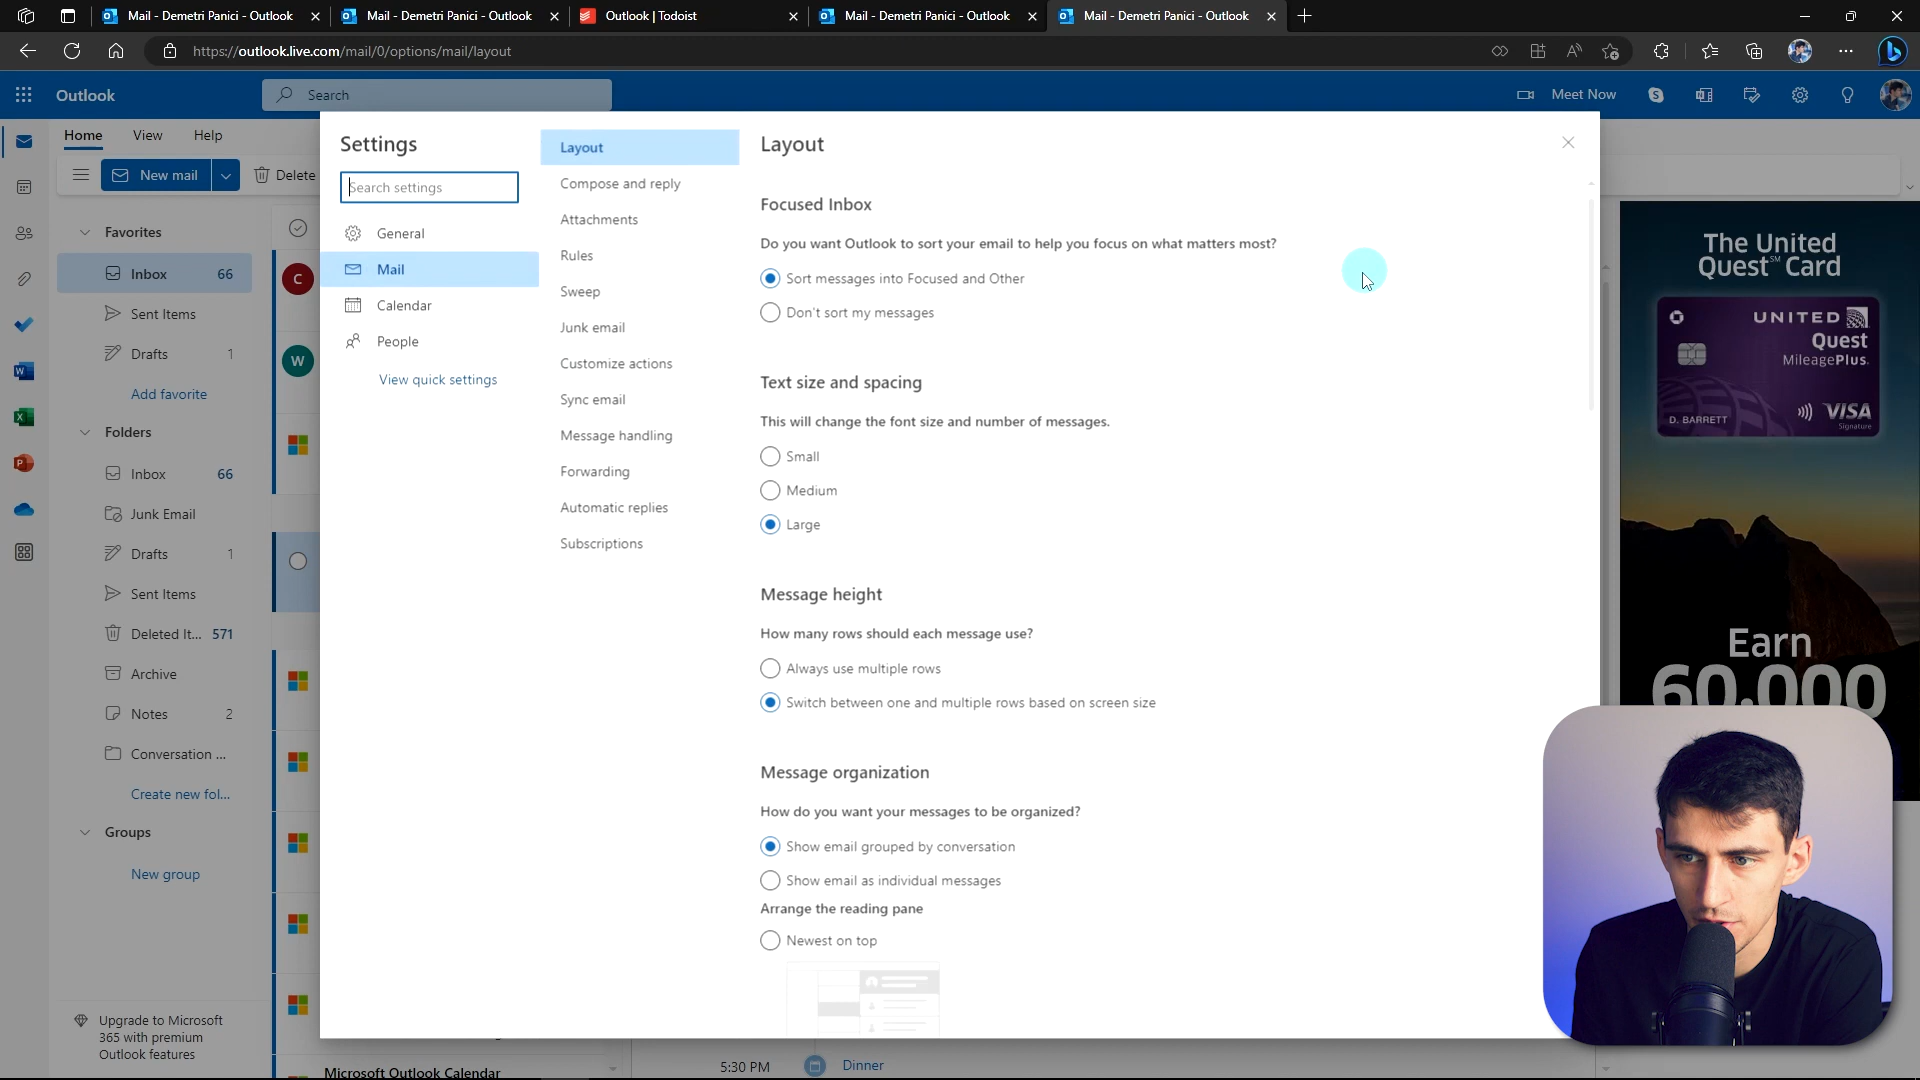 Mail - Demetri Panici - Outlook
Mail - Demetri Panici - Outlook
Outlook | Todoist
Mail - Demetri Panici - Outlook
Mail - Demetri Panici - Outlook
https://outlook.live.com/mail/0/options/mail/layout
Outlook
Search
Meet Now
Home
View
Help
New mail
Delete
Favorites
Inbox 66
Sent Items
Drafts 1
Add favorite
Folders
Inbox 66
Junk Email
Drafts 1
Sent Items
Deleted It... 571
Archive
Notes 2
Conversation ...
Create new fol...
Groups
New group
Upgrade to Microsoft
365 with premium
Outlook features
C
W
Settings
Search settings
General
Mail
Calendar
People
View quick settings
Layout
Compose and reply
Attachments
Rules
Sweep
Junk email
Customize actions
Sync email
Message handling
Forwarding
Automatic replies
Subscriptions
Layout
Focused Inbox
Do you want Outlook to sort your email to help you focus on what matters most?
Sort messages into Focused and Other
Don't sort my messages
Text size and spacing
This will change the font size and number of messages.
Small
Medium
Large
Message height
How many rows should each message use?
Always use multiple rows
Switch between one and multiple rows based on screen size
Message organization
How do you want your messages to be organized?
Show email grouped by conversation
Show email as individual messages
Arrange the reading pane
Newest on top
Microsoft Outlook Calendar
5:30 PM
Dinner
The United
Quest℠ Card
UNITED
Quest
MileagePlus.
D. BARRETT
VISA
Signature
Earn
60,000